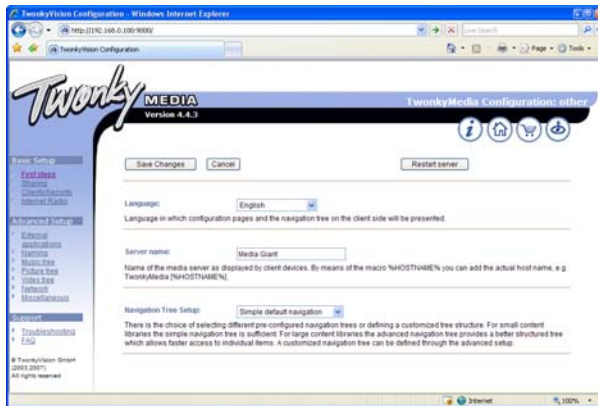 TwonkyVision Configuration - Windows Internet Explorer
http://192.168.0.100:9000/
Live Search
TwonkyVision Configuration
Page
Tools
Twonky
MEDIA
Version 4.4.3
TwonkyMedia Configuration: other
Basic Setup
First steps
Sharing
Clients/Security
Internet Radio
Advanced Setup
External
applications
Naming
Music tree
Picture tree
Video tree
Network
Miscellaneous
Support
Troubleshooting
FAQ
© TwonkyVision GmbH
(2003,2007)
All rights reserved
Save Changes
Cancel
Restart server
Language:
English
Language in which configuration pages and the navigation tree on the client side will be presented.
Server name:
Media Giant
Name of the media server as displayed by client devices. By means of the macro %HOSTNAME% you can add the actual host name, e.g.
TwonkyMedia [%HOSTNAME%].
Navigation Tree Setup:
Simple default navigation
There is the choice of selecting different pre-configured navigation trees or defining a customized tree structure. For small content
libraries the simple navigation tree is sufficient. For large content libraries the advanced navigation tree provides a better structured tree
which allows faster access to individual items. A customized navigation tree can be defined through the advanced setup.
Internet
100%